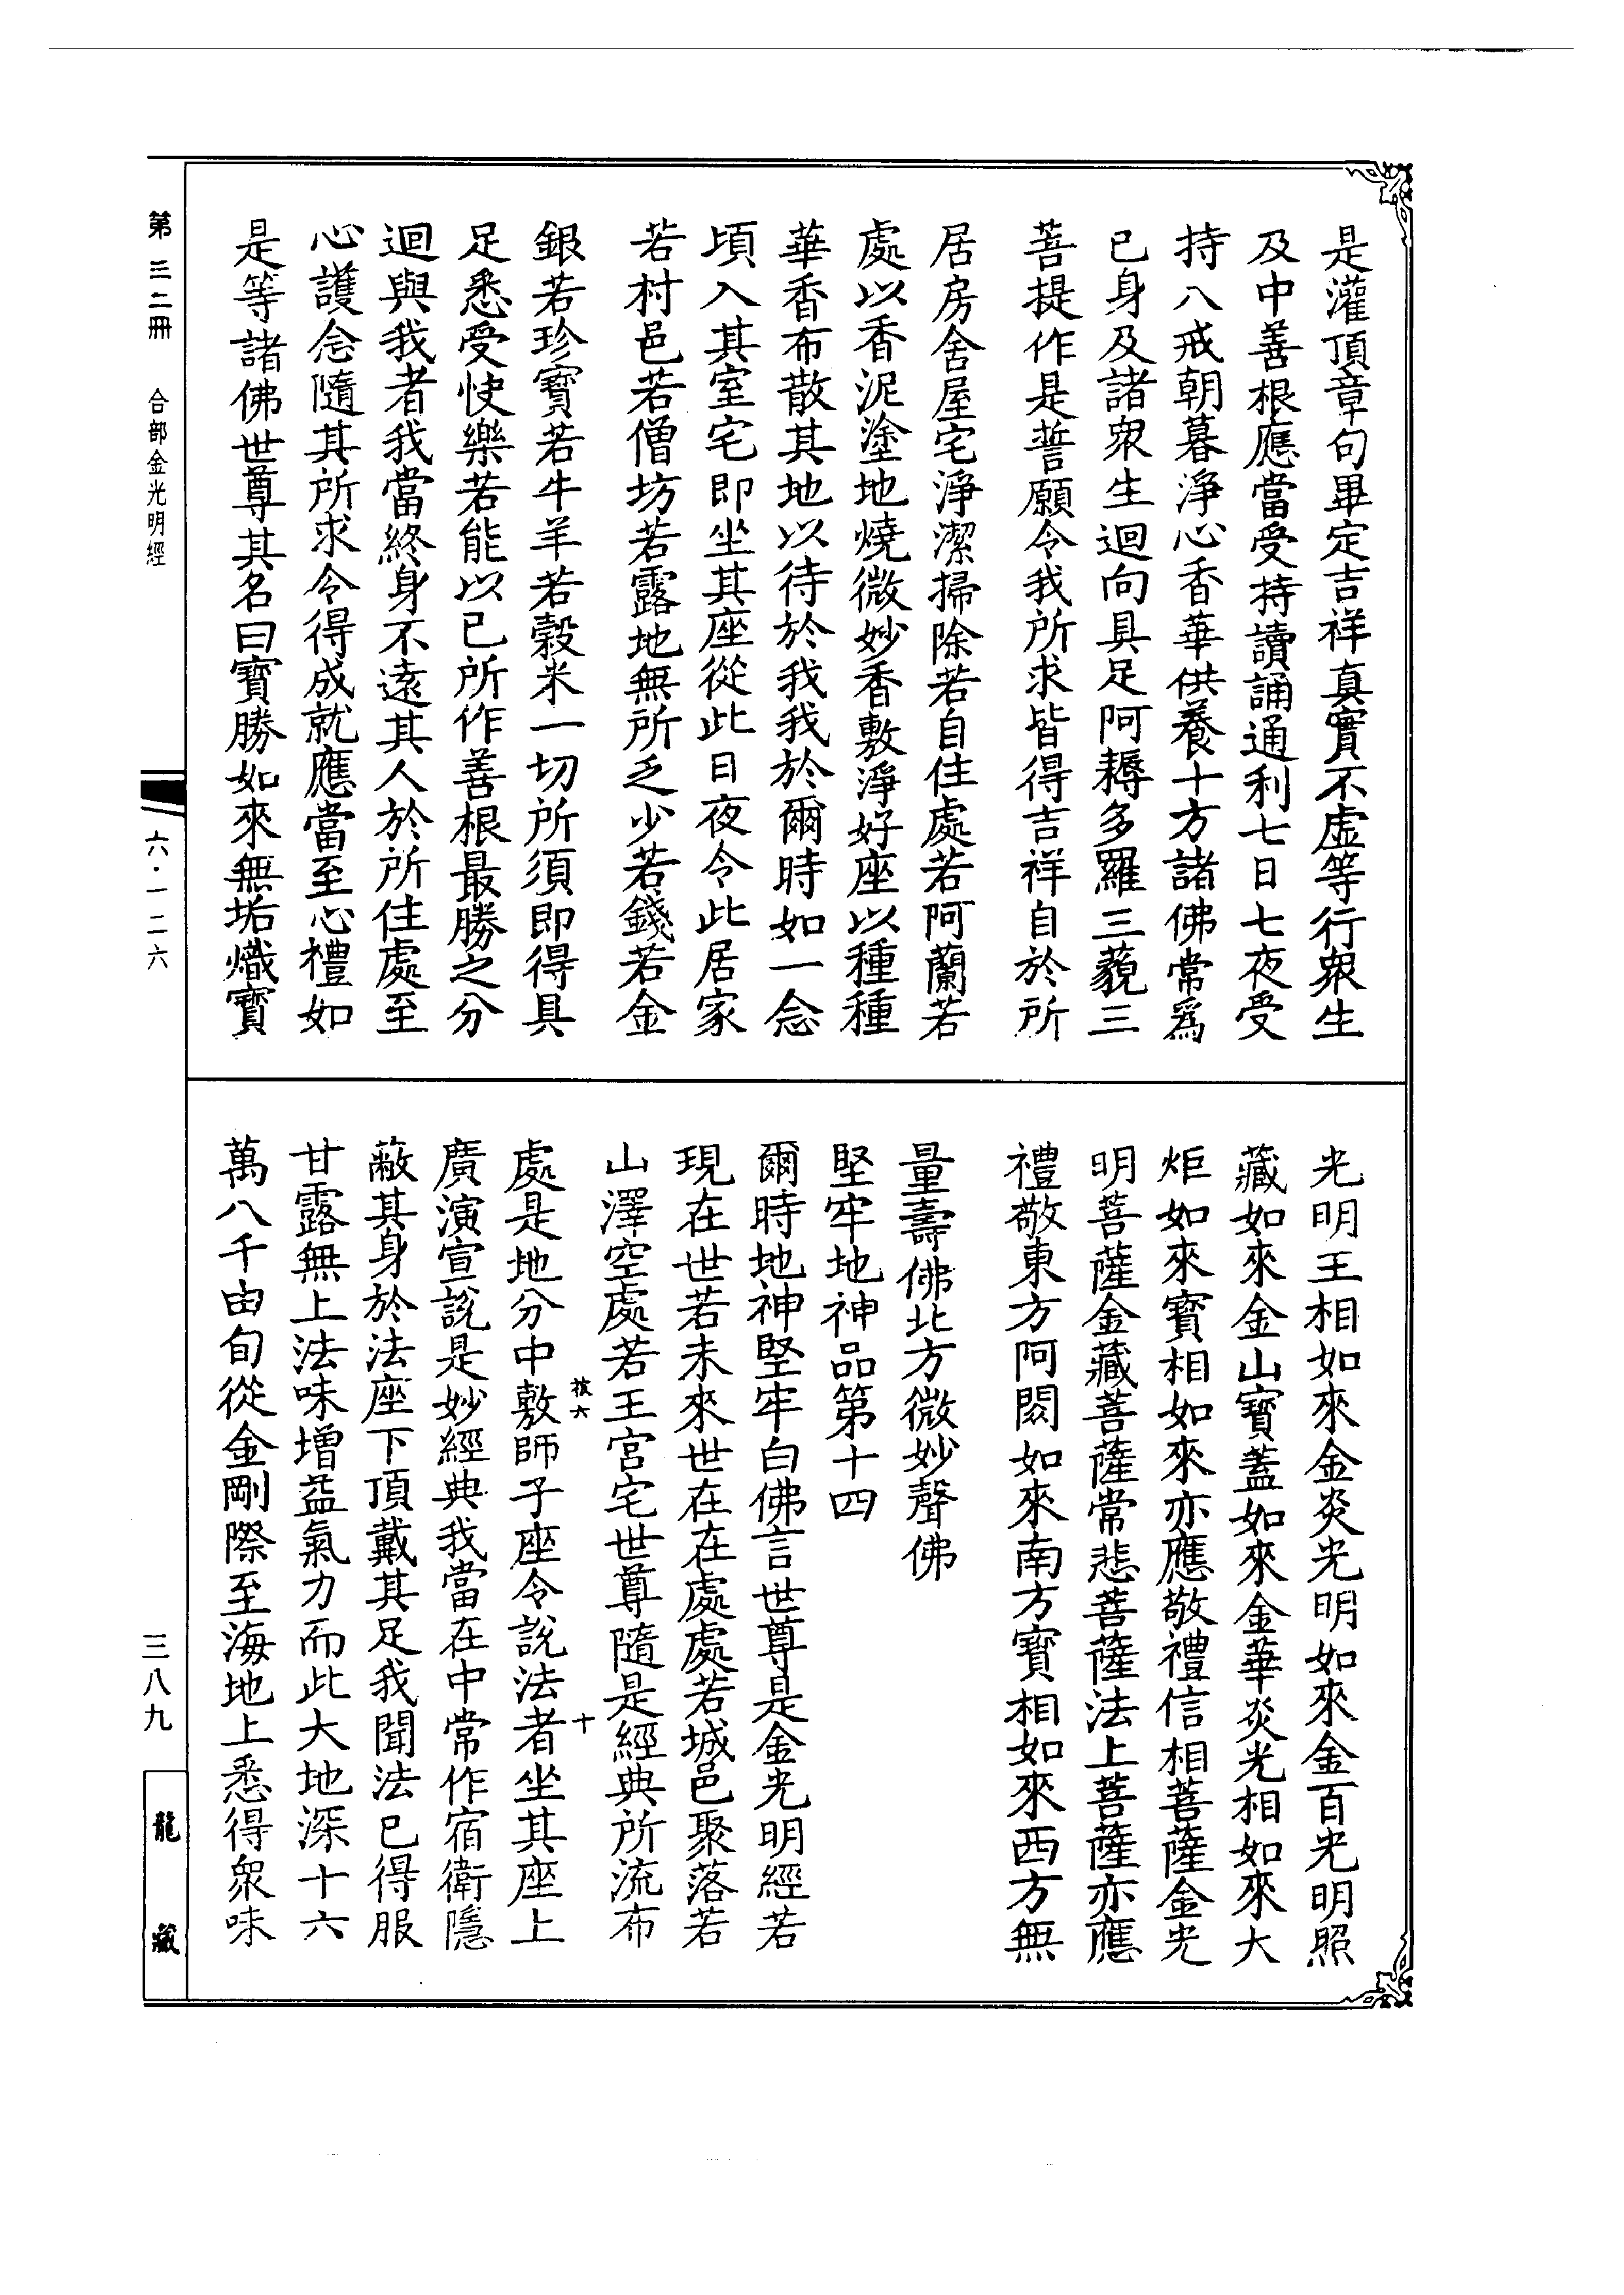 是灌頂章句畢定吉祥真實不虛等行眾生
及中善根應當受持讀誦通利七日七夜受
持八戒朝暮淨心香華供養十方諸佛常爲
已身及諸眾生迴向具足阿耨多羅三藐三
菩提作是誓願令我所求皆得吉祥自於所
居房舍屋宅淨潔掃除若自住處若阿蘭若
處以香泥塗地燒微妙香敷淨好座以種種
華香布散其地以待於我我於爾時如一念
頃入其室宅即坐其座從此日夜令此居家
若村邑若僧坊若露地無所乏少若錢若金
銀若珍寶若牛羊若穀米一切所須即得具
足悉受快樂若能以已所作善根最勝之分
迴與我者我當終身不遠其人於所住處至
心護念隨其所求令得成就應當至心禮如
是等諸佛世尊其名曰寶勝如來無垢熾寶
光明王相如來金炎光明如來金百光明照
藏如來金山寶蓋如來金華炎光相如來大
炬如來寶相如來亦應敬禮信相菩薩金光
明菩薩金藏菩薩常悲菩薩法上菩薩亦應
禮敬東方阿閦如來南方寶相如來西方無
量壽佛北方微妙聲佛
堅牢地神品第十四
爾時地神堅牢白佛言世尊是金光明經若
現在世若未來世在在處處若城邑聚落若
山澤空處若王宮宅世尊隨是經典所流布
處是地分中敷師子座令說法者坐其座上
廣演宣說是妙經典我當在中常作宿衛隱
蔽其身於法座下頂戴其足我聞法已得服
甘露無上法味增益氣力而此大地深十六
萬八千由旬從金剛際至海地上悉得眾味
十
第三二冊 合部金光明經
六·一二六
三八九
龍藏